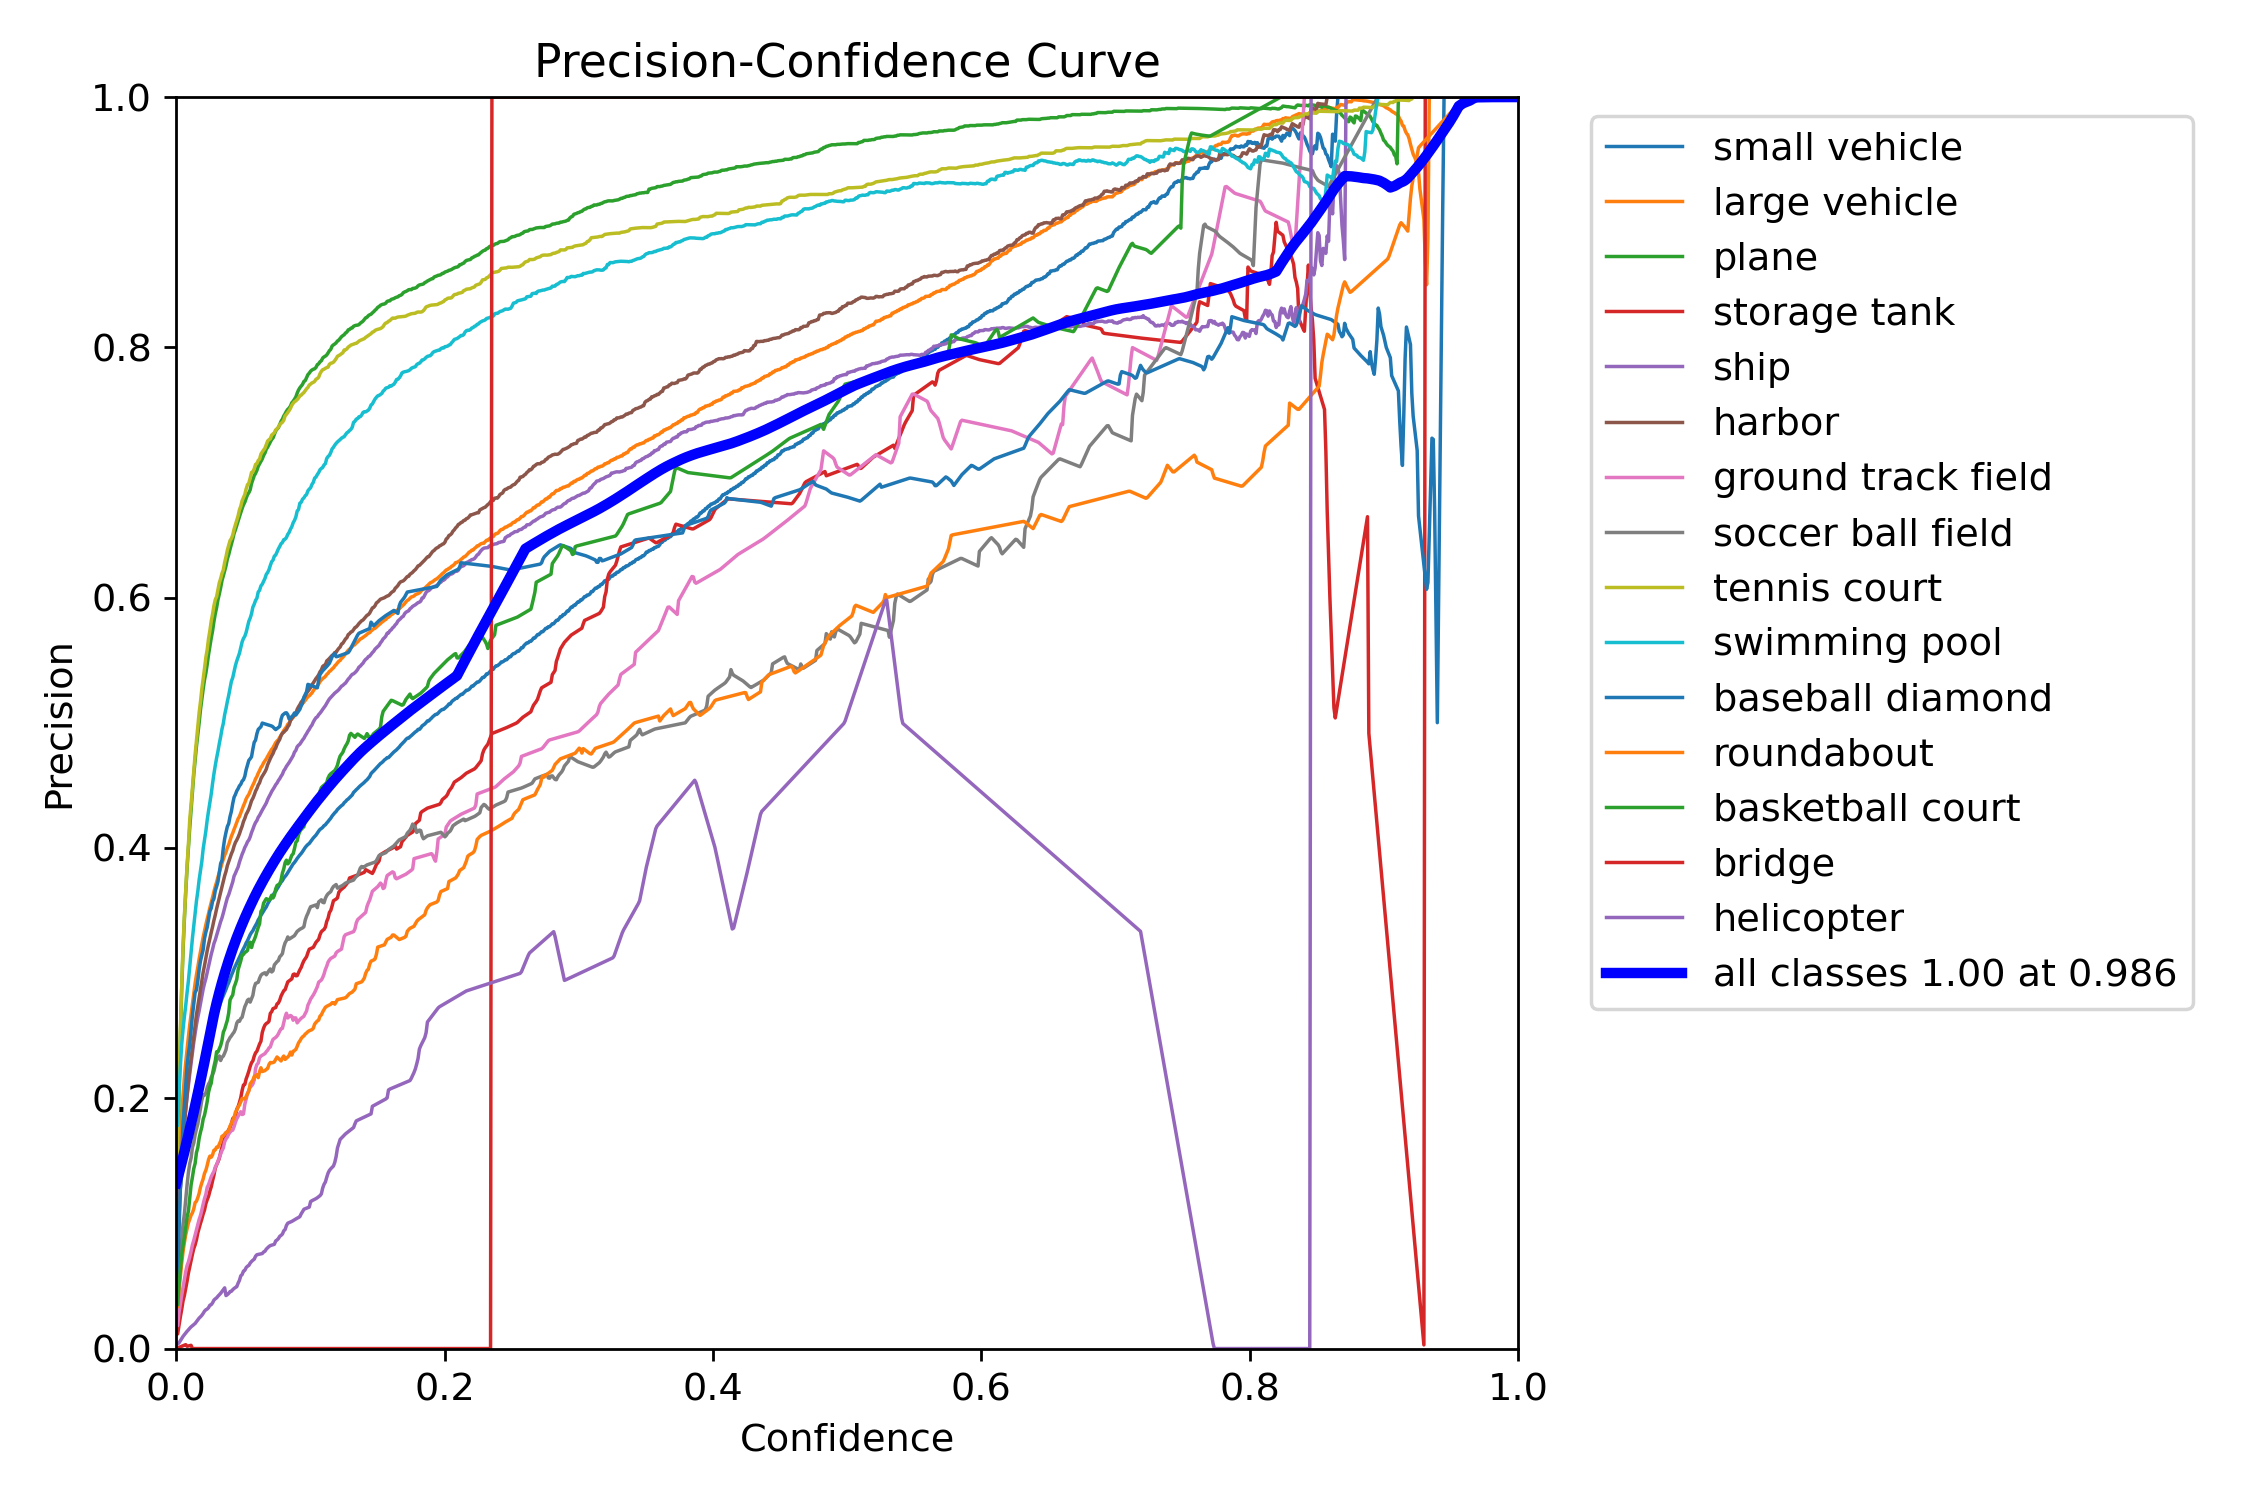 Precision-Confidence Curve
1.0
0.8
0.6
0.4
0.2
0.0
Precision
0.0 0.2 0.4 0.6 0.8 1.0
Confidence
small vehicle
large vehicle
plane
storage tank
ship
harbor
ground track field
soccer ball field
tennis court
swimming pool
baseball diamond
roundabout
basketball court
bridge
helicopter
all classes 1.00 at 0.986